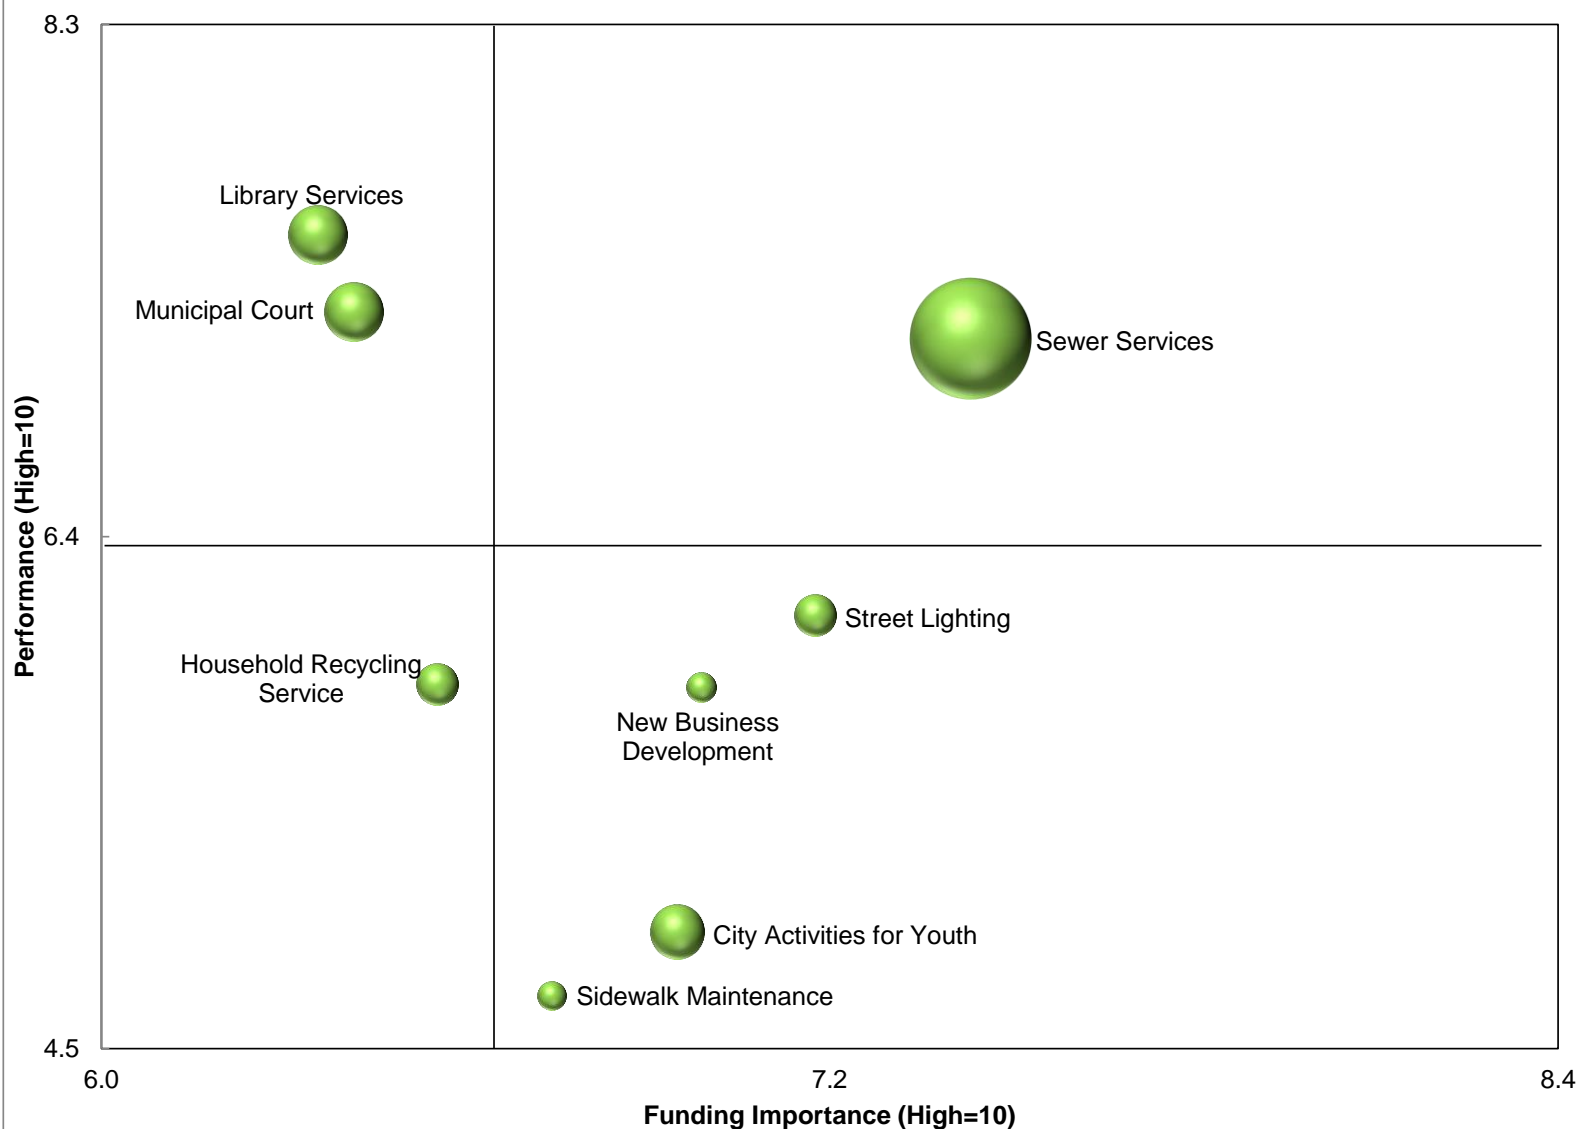 8.3
Library Services
Municipal Court
Sewer Services
Performance (High=10)
6.4
Street Lighting
Household Recycling
Service
New Business
Development
City Activities for Youth
Sidewalk Maintenance
4.5
6.0
7.2
8.4
Funding Importance (High=10)